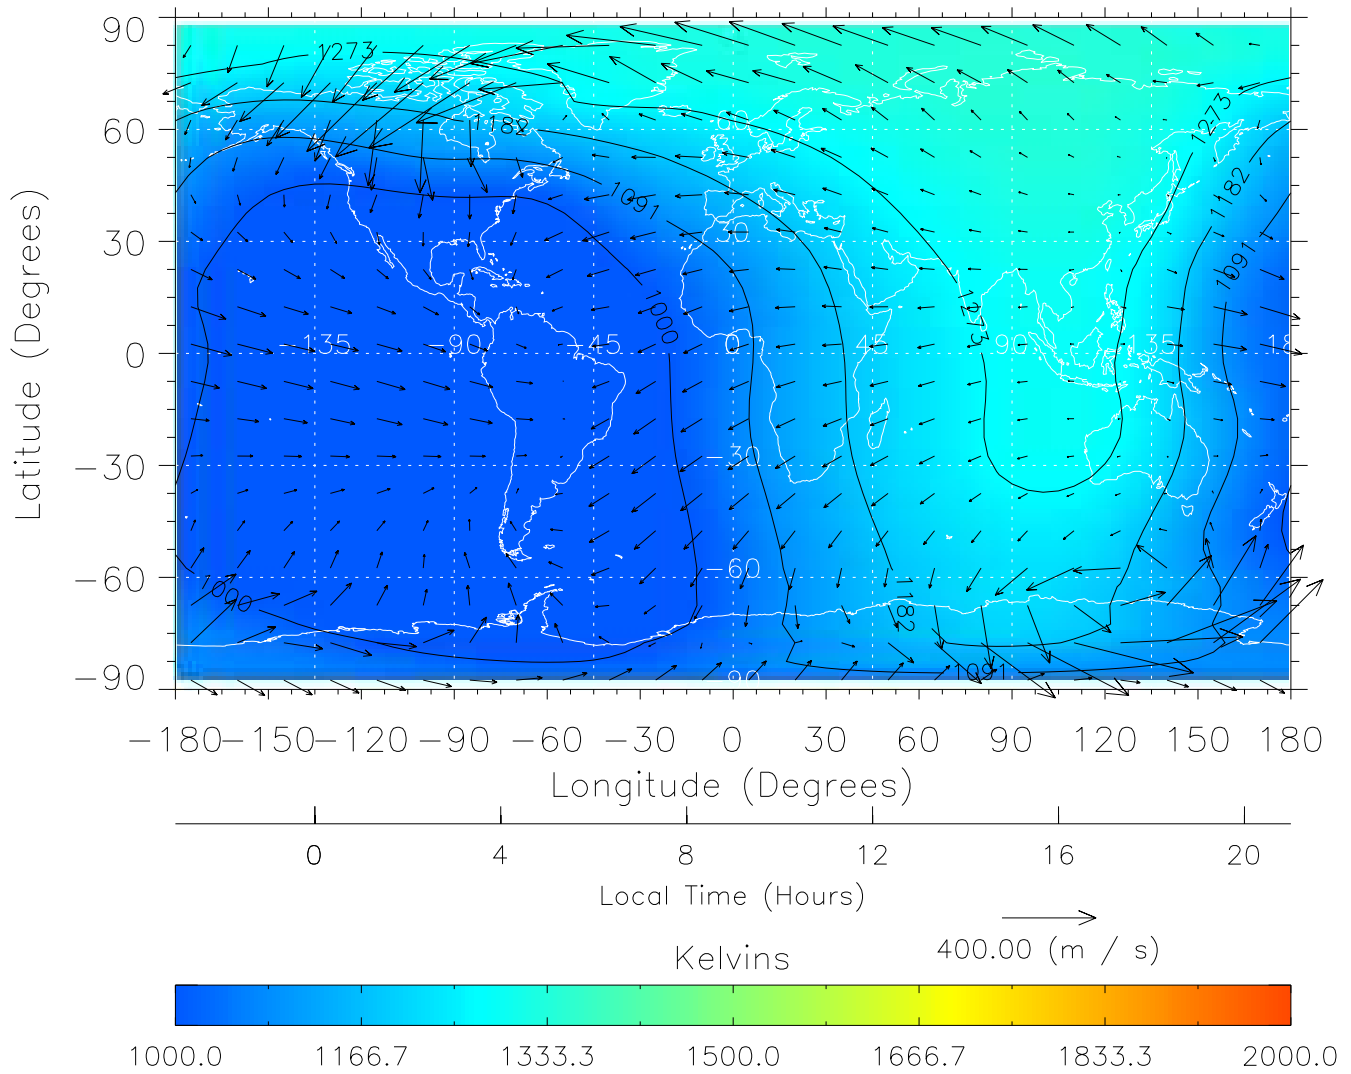 90
60
30
0
−30
−60
−90
Latitude (Degrees)
1273
1182
1091
1000
1273
1273
1182
1091
1000
1182
1091
60
30
−135 −90 −45 0 45 90 135 18
−30
−60
−90
−180 −150 −120 −90 −60 −30 0 30 60 90 120 150 180
Longitude (Degrees)
0 4 8 12 16 20
Local Time (Hours)
400.00 (m / s)
Kelvins
1000.0 1166.7 1333.3 1500.0 1666.7 1833.3 2000.0